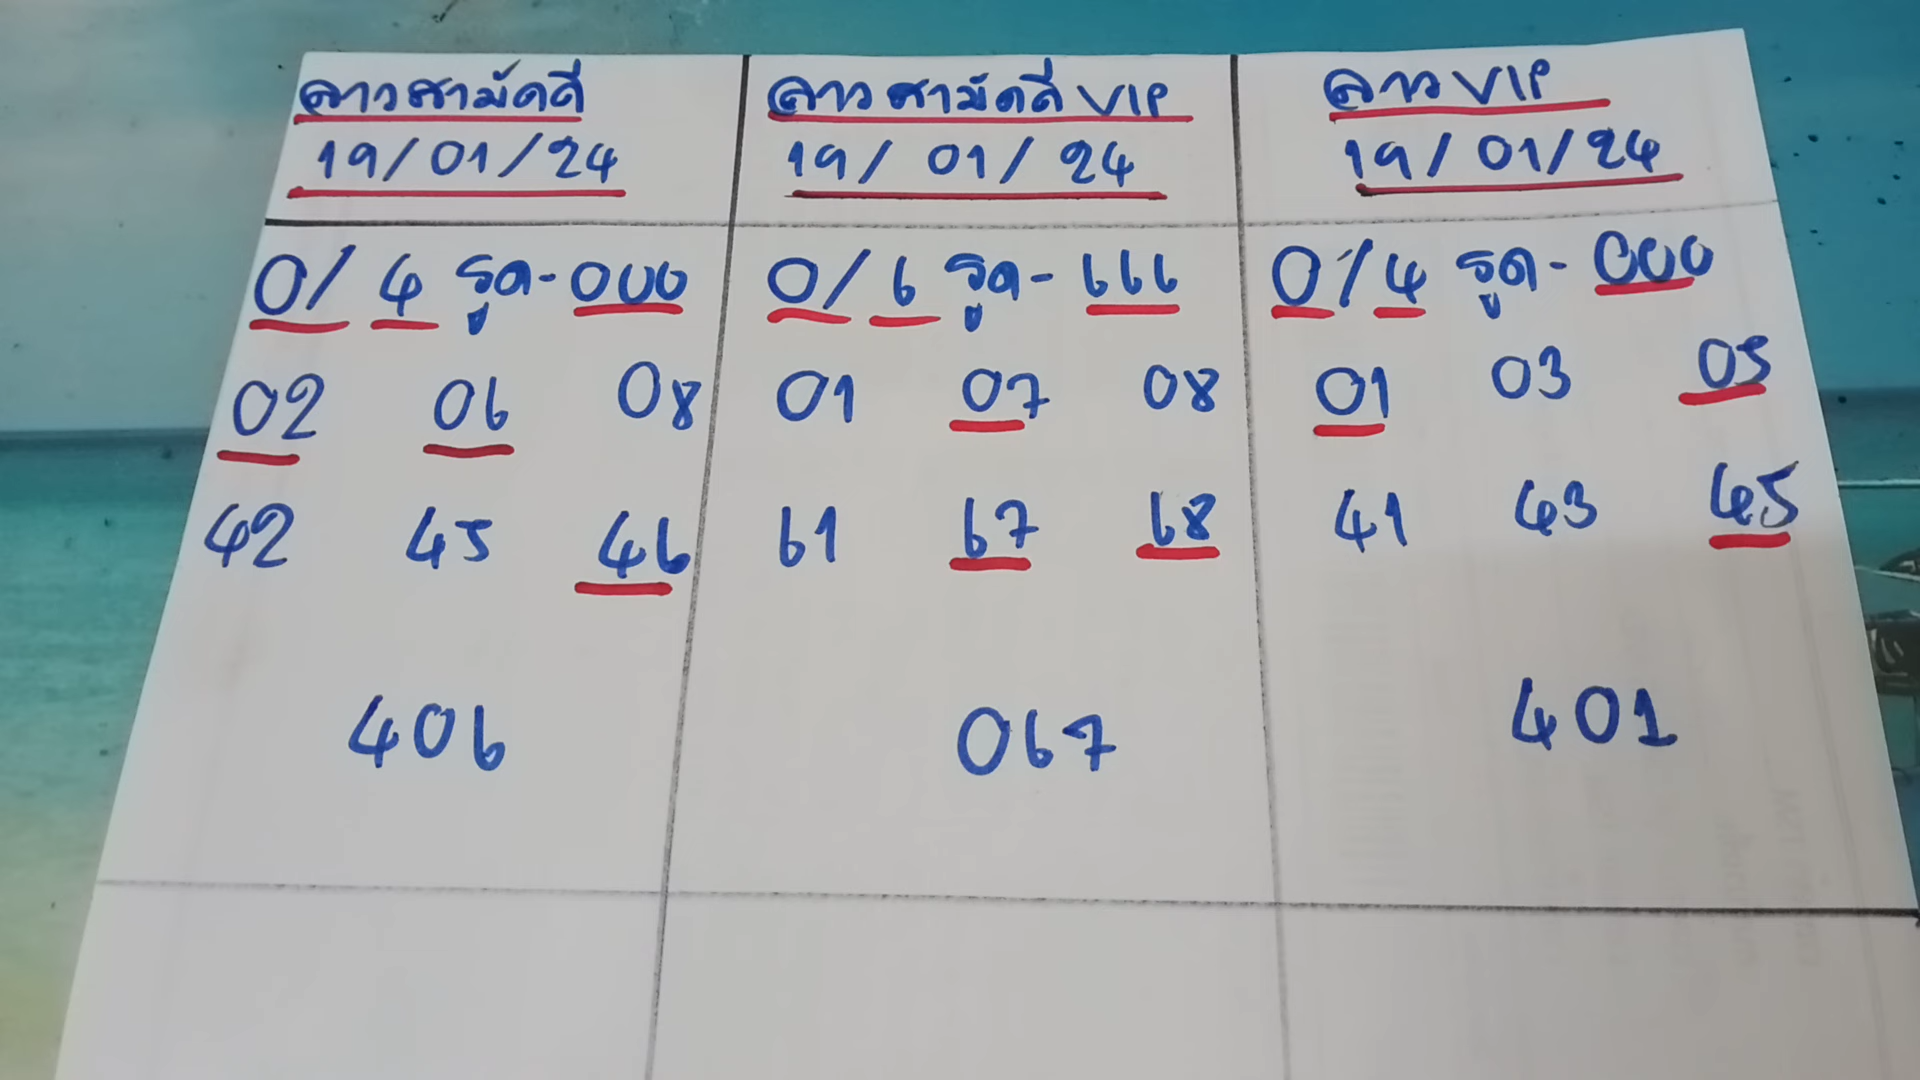 ลาวสามัคคี
19/01/24
0/4 รูด-000
02 06 08
42 45 46
406
ลาวสามัคคี VIP
19/01/24
0/6 รูด-666
01 07 08
61 67 68
067
ลาว VIP
19/01/24
0/4 รูด-000
01 03 05
41 43 45
401